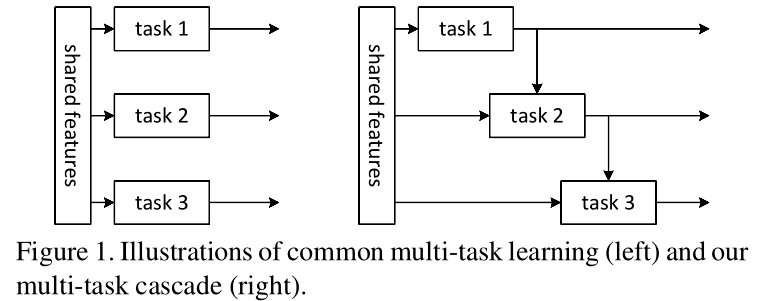 shared features
task 1
task 2
task 3
shared features
task 1
task 2
task 3
Figure 1. Illustrations of common multi-task learning (left) and our
multi-task cascade (right).